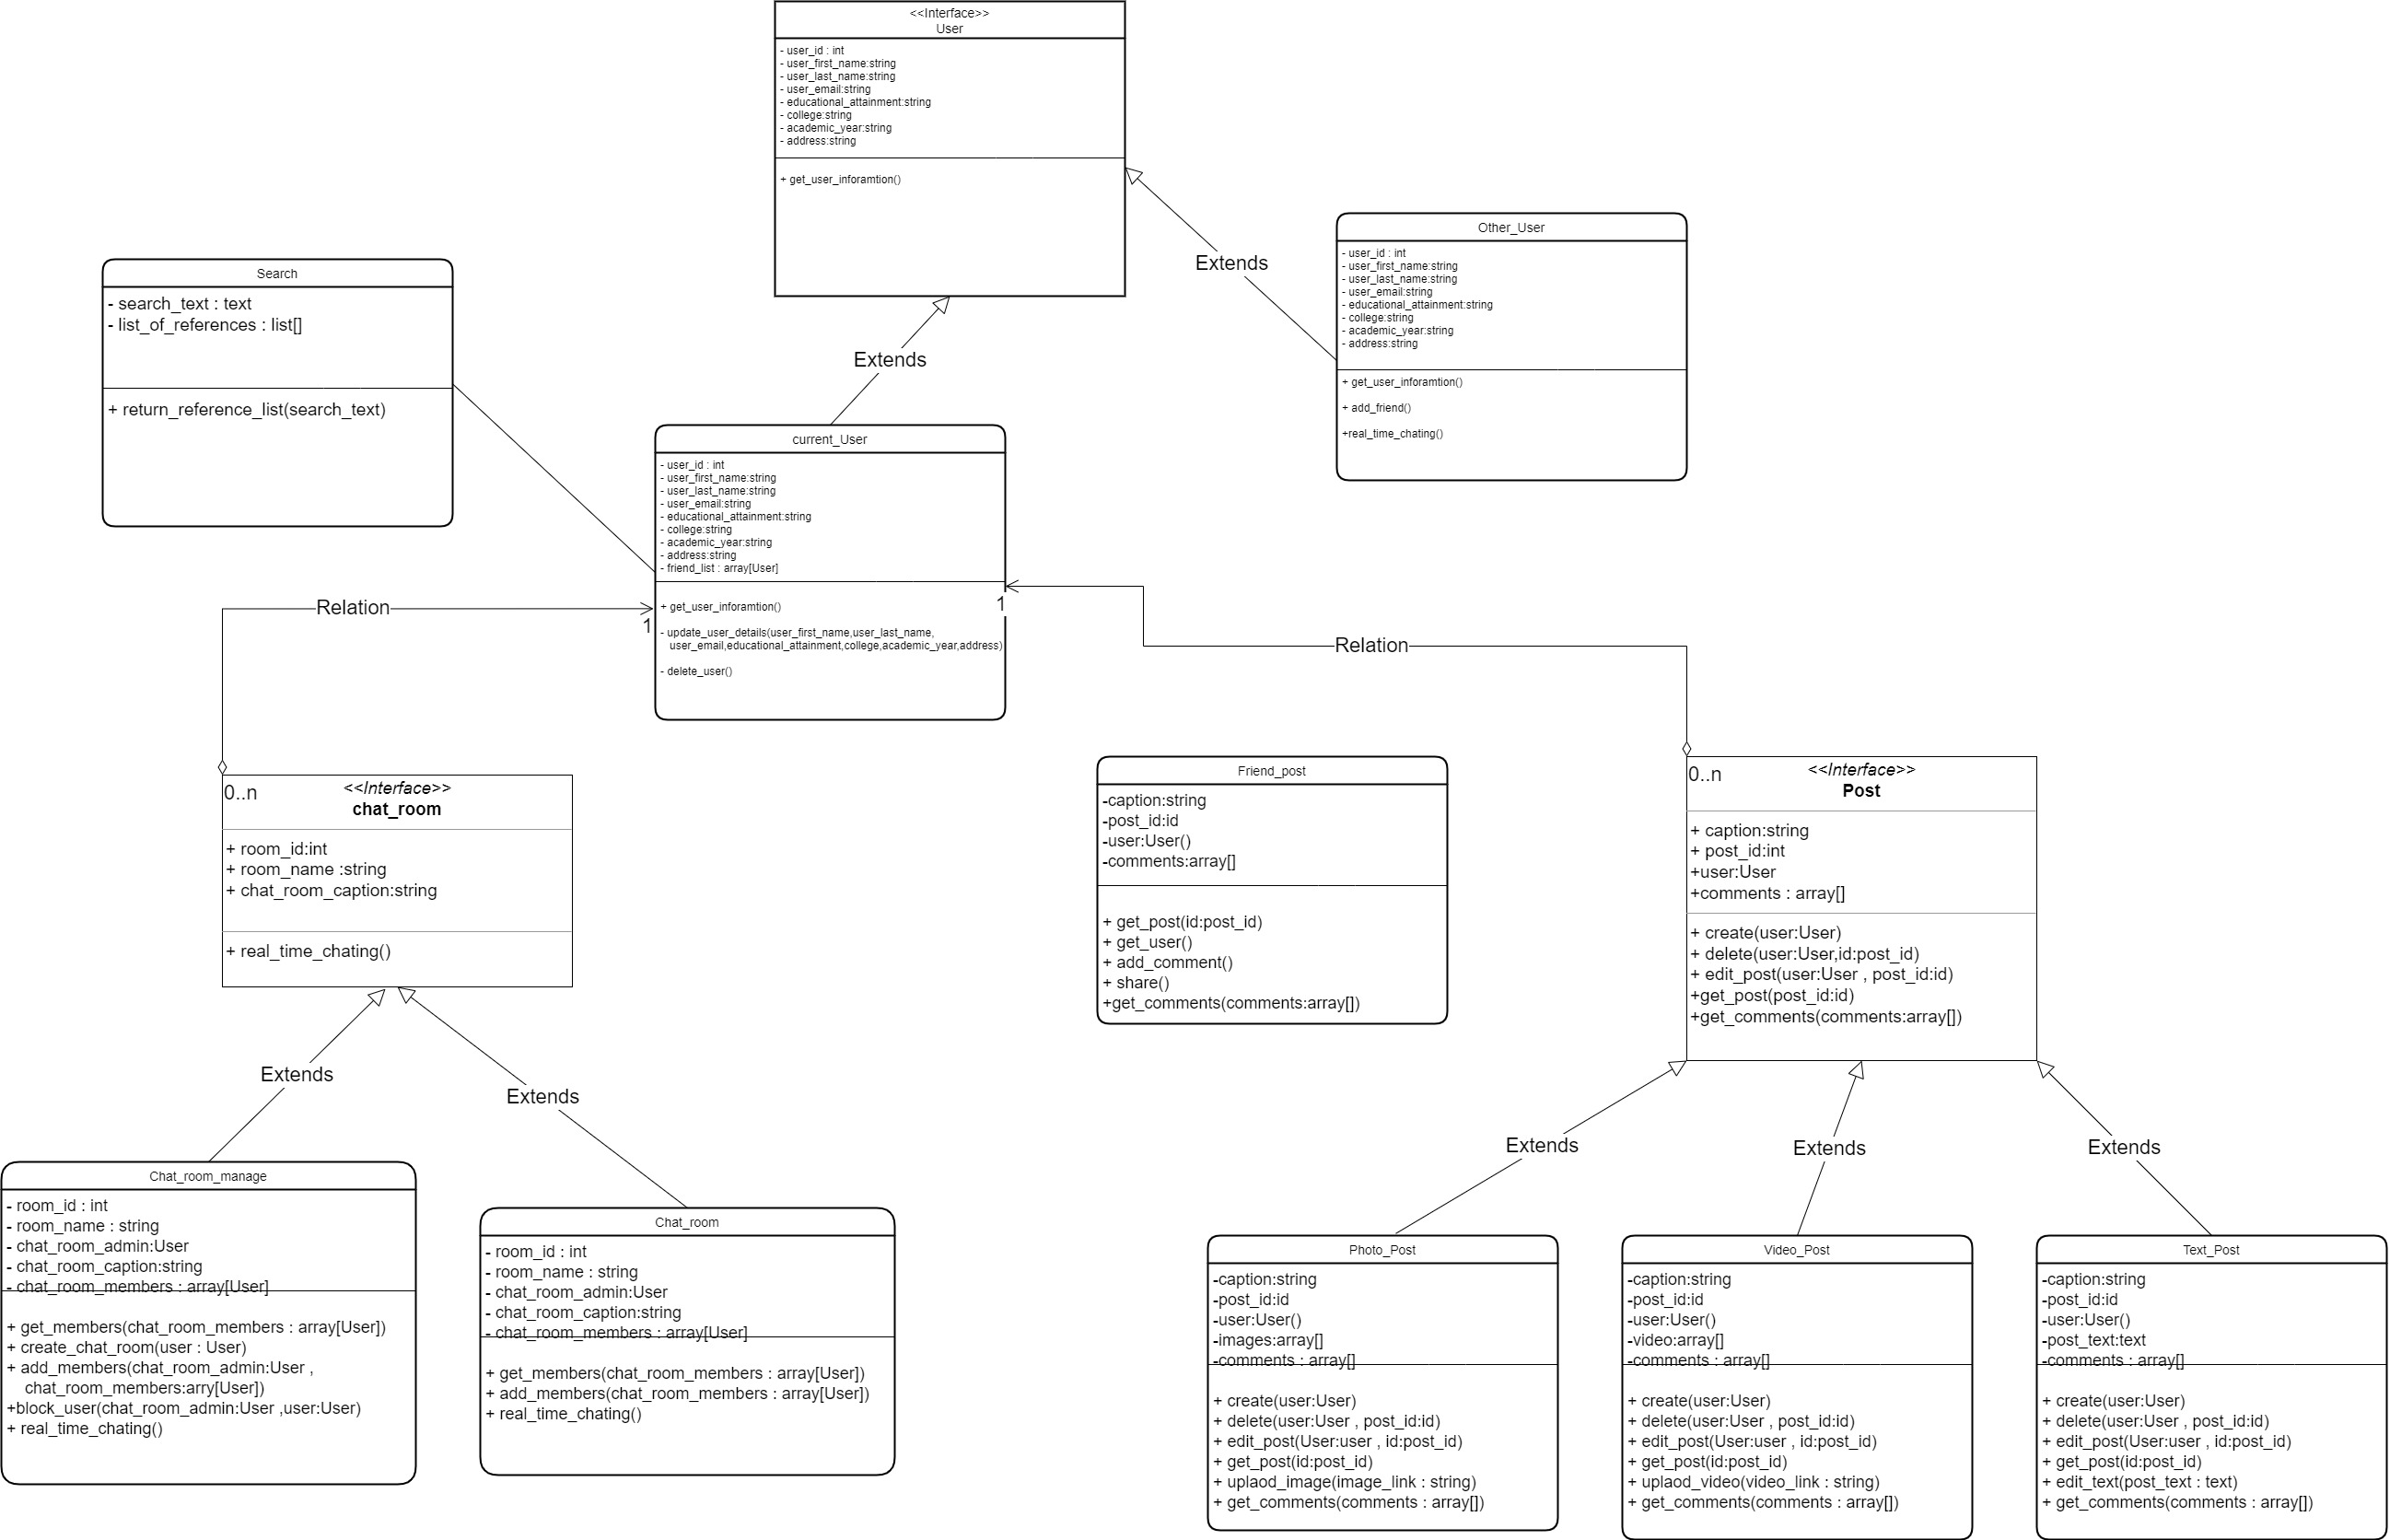 <<Interface>>
User
- user_id : int
- user_first_name:string
- user_last_name:string
- user_email:string
- educational_attainment:string
- college:string
- academic_year:string
- address:string
+ get_user_inforamtion()
Extends
Other_User
- user_id : int
- user_first_name:string
- user_last_name:string
- user_email:string
- educational_attainment:string
- college:string
- academic_year:string
- address:string
+ get_user_inforamtion()
+ add_friend()
+real_time_chating()
Search
- search_text : text
- list_of_references : list[]
+ return_reference_list(search_text)
Extends
current_User
- user_id : int
- user_first_name:string
- user_last_name:string
- user_email:string
- educational_attainment:string
- college:string
- academic_year:string
- address:string
- friend_list : array[User]
+ get_user_inforamtion()
- update_user_details(user_first_name,user_last_name,
user_email,educational_attainment,college,academic_year,address)
- delete_user()
Relation
1
1
Relation
0..n
<<Interface>>
chat_room
+ room_id:int
+ room_name :string
+ chat_room_caption:string
+ real_time_chating()
Friend_post
-caption:string
-post_id:id
-user:User()
-comments:array[]
+ get_post(id:post_id)
+ get_user()
+ add_comment()
+ share()
+get_comments(comments:array[])
0..n
<<Interface>>
Post
+ caption:string
+ post_id:int
+user:User
+comments : array[]
+ create(user:User)
+ delete(user:User,id:post_id)
+ edit_post(user:User , post_id:id)
+get_post(post_id:id)
+get_comments(comments:array[])
Extends
Extends
Extends
Extends
Extends
Chat_room_manage
- room_id : int
- room_name : string
- chat_room_admin:User
- chat_room_caption:string
- chat_room_members : array[User]
+ get_members(chat_room_members : array[User])
+ create_chat_room(user : User)
+ add_members(chat_room_admin:User ,
chat_room_members:arry[User])
+block_user(chat_room_admin:User ,user:User)
+ real_time_chating()
Chat_room
- room_id : int
- room_name : string
- chat_room_admin:User
- chat_room_caption:string
- chat_room_members : array[User]
+ get_members(chat_room_members : array[User])
+ add_members(chat_room_members : array[User])
+ real_time_chating()
Photo_Post
-caption:string
-post_id:id
-user:User()
-images:array[]
-comments : array[]
+ create(user:User)
+ delete(user:User , post_id:id)
+ edit_post(User:user , id:post_id)
+ get_post(id:post_id)
+ uplaod_image(image_link : string)
+ get_comments(comments : array[])
Video_Post
-caption:string
-post_id:id
-user:User()
-video:array[]
-comments : array[]
+ create(user:User)
+ delete(user:User , post_id:id)
+ edit_post(User:user , id:post_id)
+ get_post(id:post_id)
+ uplaod_video(video_link : string)
+ get_comments(comments : array[])
Text_Post
-caption:string
-post_id:id
-user:User()
-post_text:text
-comments : array[]
+ create(user:User)
+ delete(user:User , post_id:id)
+ edit_post(User:user , id:post_id)
+ get_post(id:post_id)
+ edit_text(post_text : text)
+ get_comments(comments : array[])